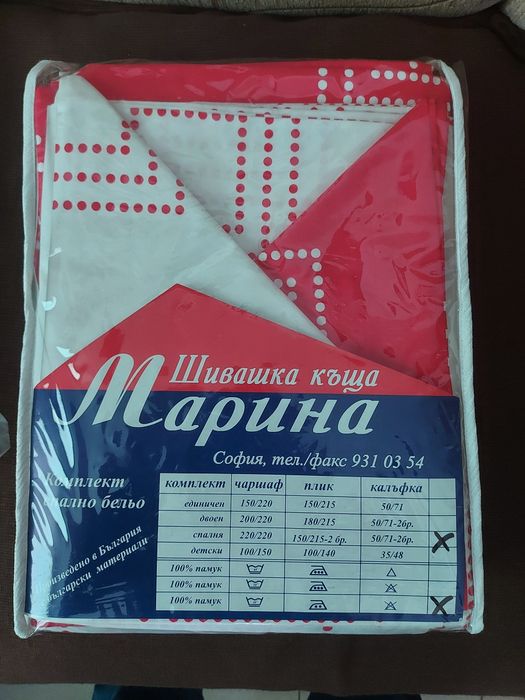 Шивашка къща
Марина
София, тел./факс 931 03 54
Комплект
спално бельо
Произведено в България
български материали
комплект чаршаф плик калъфка
единичен 150/220 150/215 50/71
двоен 200/220 180/215 50/71-2бр.
спалня 220/220 150/215-2 бр. 50/71-2бр. X
детски 100/150 100/140 35/48
100% памук
100% памук
100% памук X